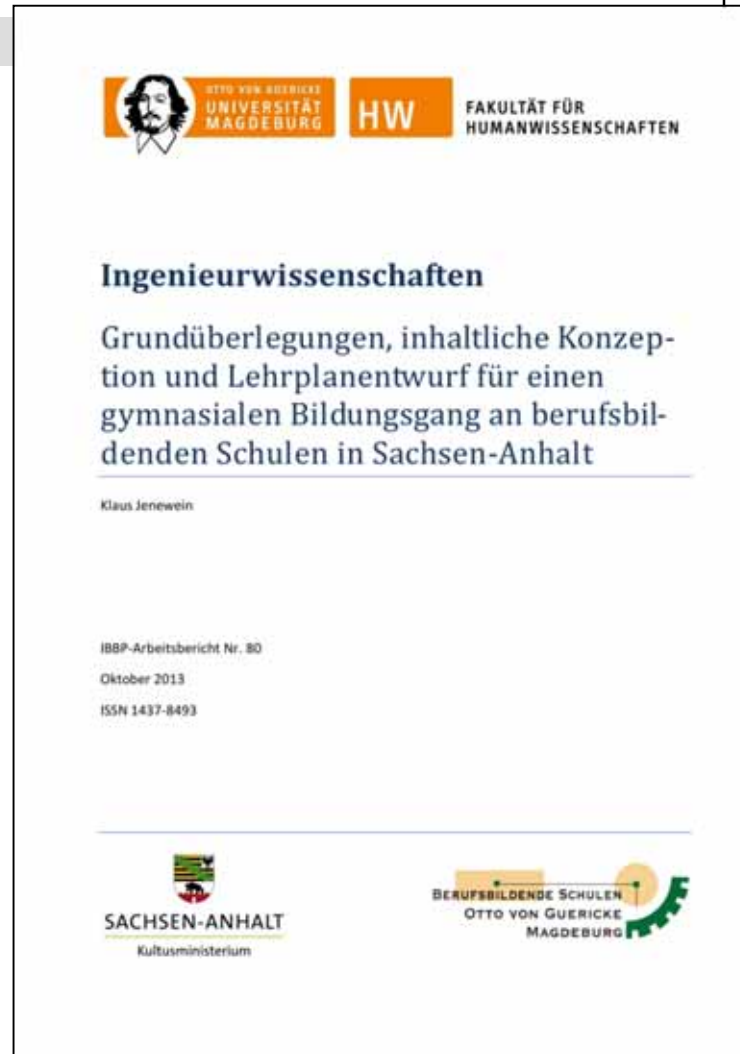 OTTO VON GUERICKE
UNIVERSITÄT
MAGDEBURG
HW
FAKULTÄT FÜR
HUMANWISSENSCHAFTEN
Ingenieurwissenschaften
Grundüberlegungen, inhaltliche Konzep-
tion und Lehrplanentwurf für einen
gymnasialen Bildungsgang an berufsbil-
denden Schulen in Sachsen-Anhalt
Klaus Jenewein
IBBP-Arbeitsbericht Nr. 80
Oktober 2013
ISSN 1437-8493
SACHSEN-ANHALT
Kultusministerium
BERUFSBILDENDE SCHULEN
OTTO VON GUERICKE
MAGDEBURG